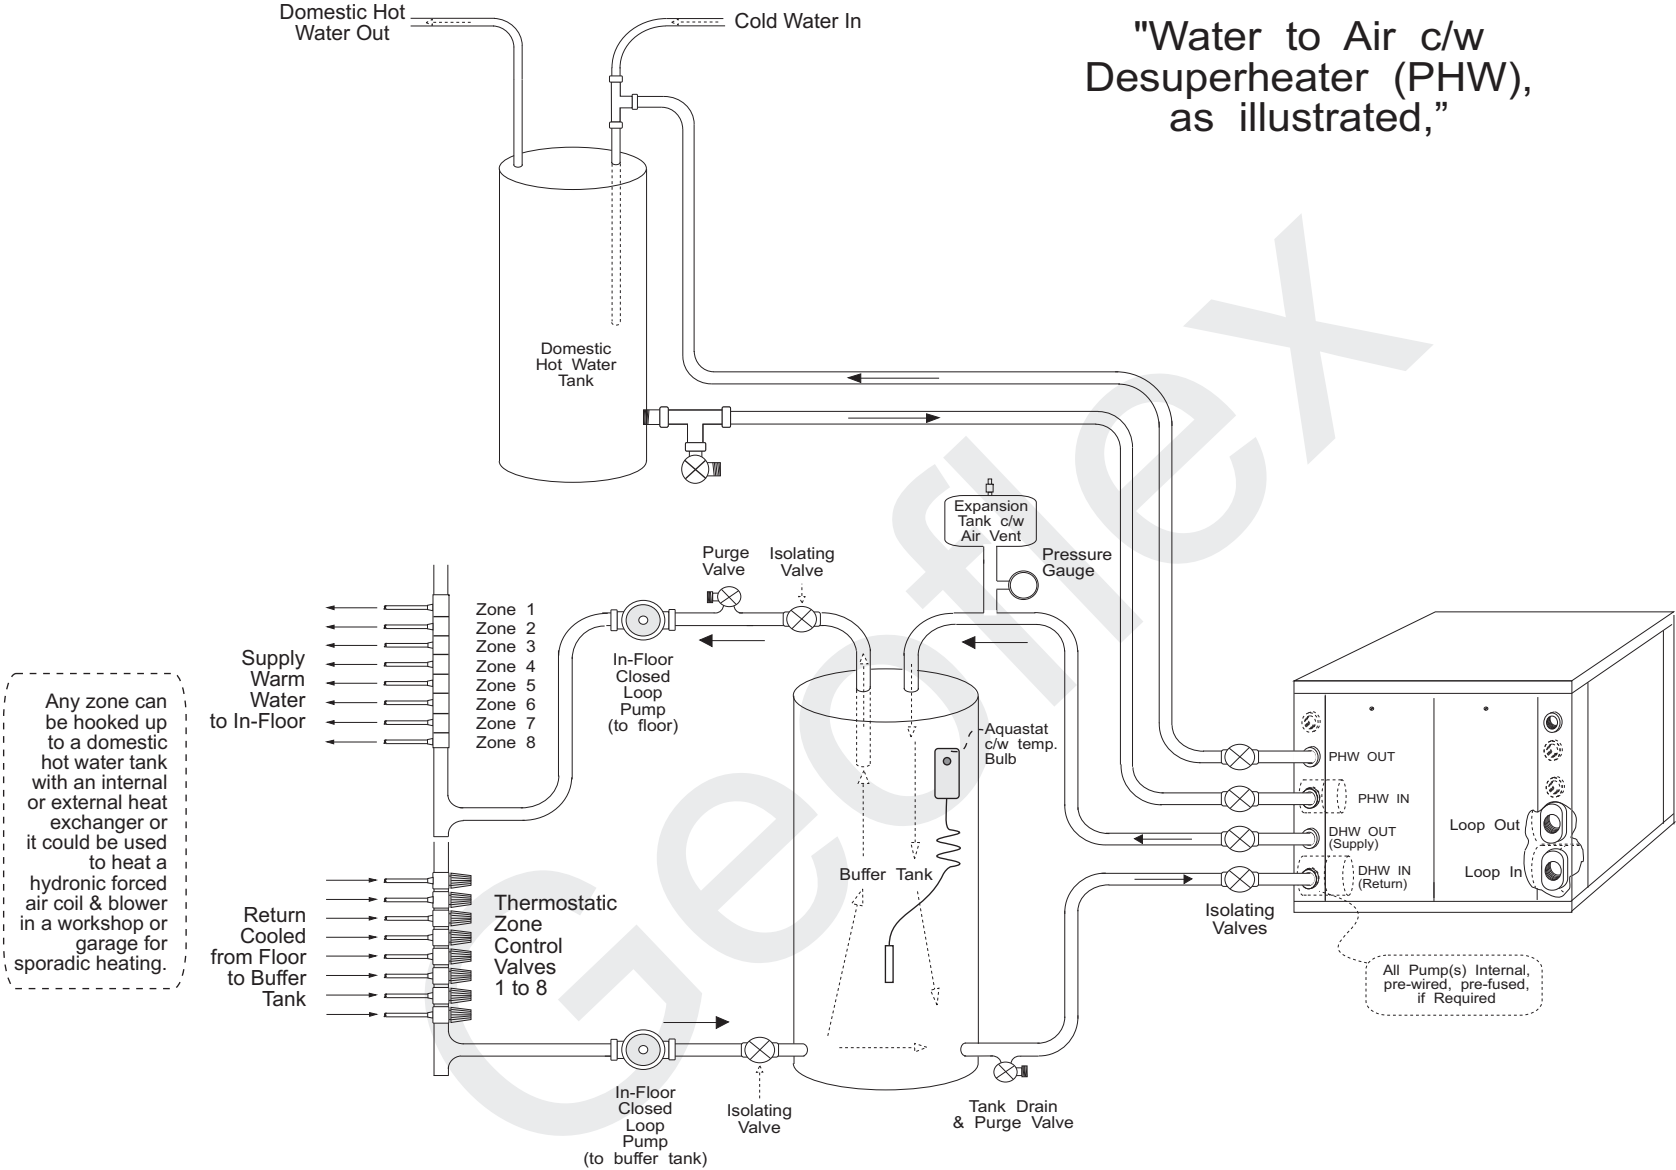 Domestic Hot
Water Out
Cold Water In
"Water to Air c/w
Desuperheater (PHW),
as illustrated,”
Domestic
Hot Water
Tank
Expansion
Tank c/w
Air Vent
Pressure
Gauge
Purge
Valve
Isolating
Valve
Zone 1
Zone 2
Zone 3
Zone 4
Zone 5
Zone 6
Zone 7
Zone 8
Supply
Warm
Water
to In-Floor
In-Floor
Closed
Loop
Pump
(to floor)
Any zone can
be hooked up
to a domestic
hot water tank
with an internal
or external heat
exchanger or
it could be used
to heat a
hydronic forced
air coil & blower
in a workshop or
garage for
sporadic heating.
Aquastat
c/w temp.
Bulb
Buffer Tank
PHW OUT
PHW IN
DHW OUT
(Supply)
DHW IN
(Return)
Loop Out
Loop In
Isolating
Valves
All Pump(s) Internal,
pre-wired, pre-fused,
if Required
Return
Cooled
from Floor
to Buffer
Tank
Thermostatic
Zone
Control
Valves
1 to 8
In-Floor
Closed
Loop
Pump
(to buffer tank)
Isolating
Valve
Tank Drain
& Purge Valve
Geoflex